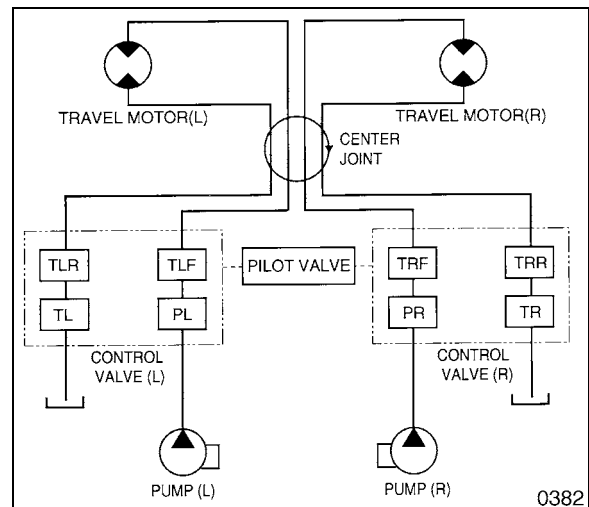 TRAVEL MOTOR(L)
TRAVEL MOTOR(R)
CENTER
JOINT
TLR
TLF
PILOT VALVE
TRF
TRR
TL
PL
PR
TR
CONTROL
VALVE (L)
CONTROL
VALVE (R)
PUMP (L)
PUMP (R)
0382